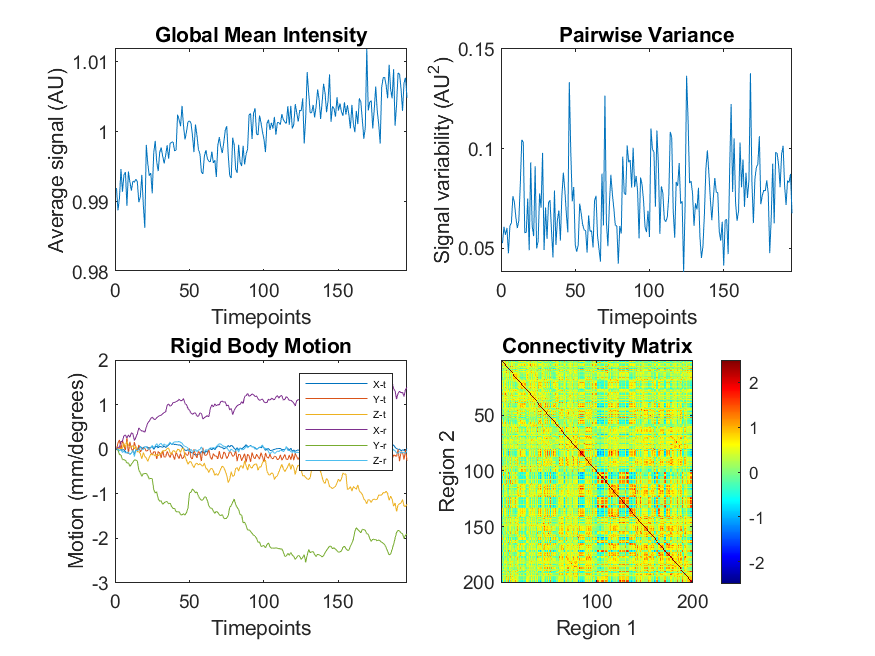 Global Mean Intensity
Average signal (AU)
1.01
1
0.99
0.98
0
50
100
150
Timepoints
Pairwise Variance
Signal variability (AU²)
0.15
0.1
0.05
0
50
100
150
Timepoints
Rigid Body Motion
Motion (mm/degrees)
2
1
0
-1
-2
-3
0
50
100
150
Timepoints
X-t
Y-t
Z-t
X-r
Y-r
Z-r
Connectivity Matrix
Region 2
50
100
150
200
100
200
Region 1
2
1
0
-1
-2